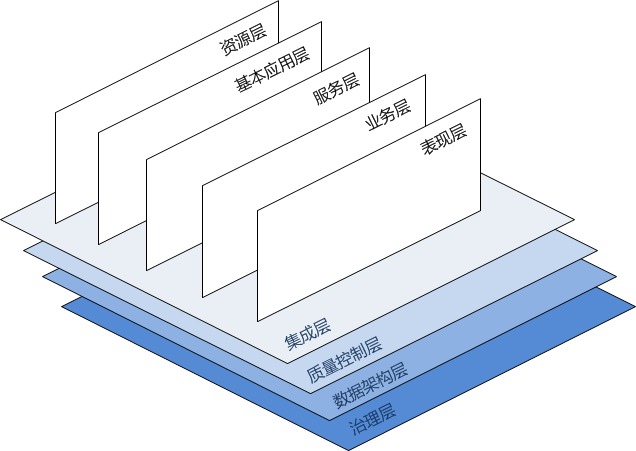 资源层
基本应用层
服务层
业务层
表现层
集成层
质量控制层
数据架构层
治理层